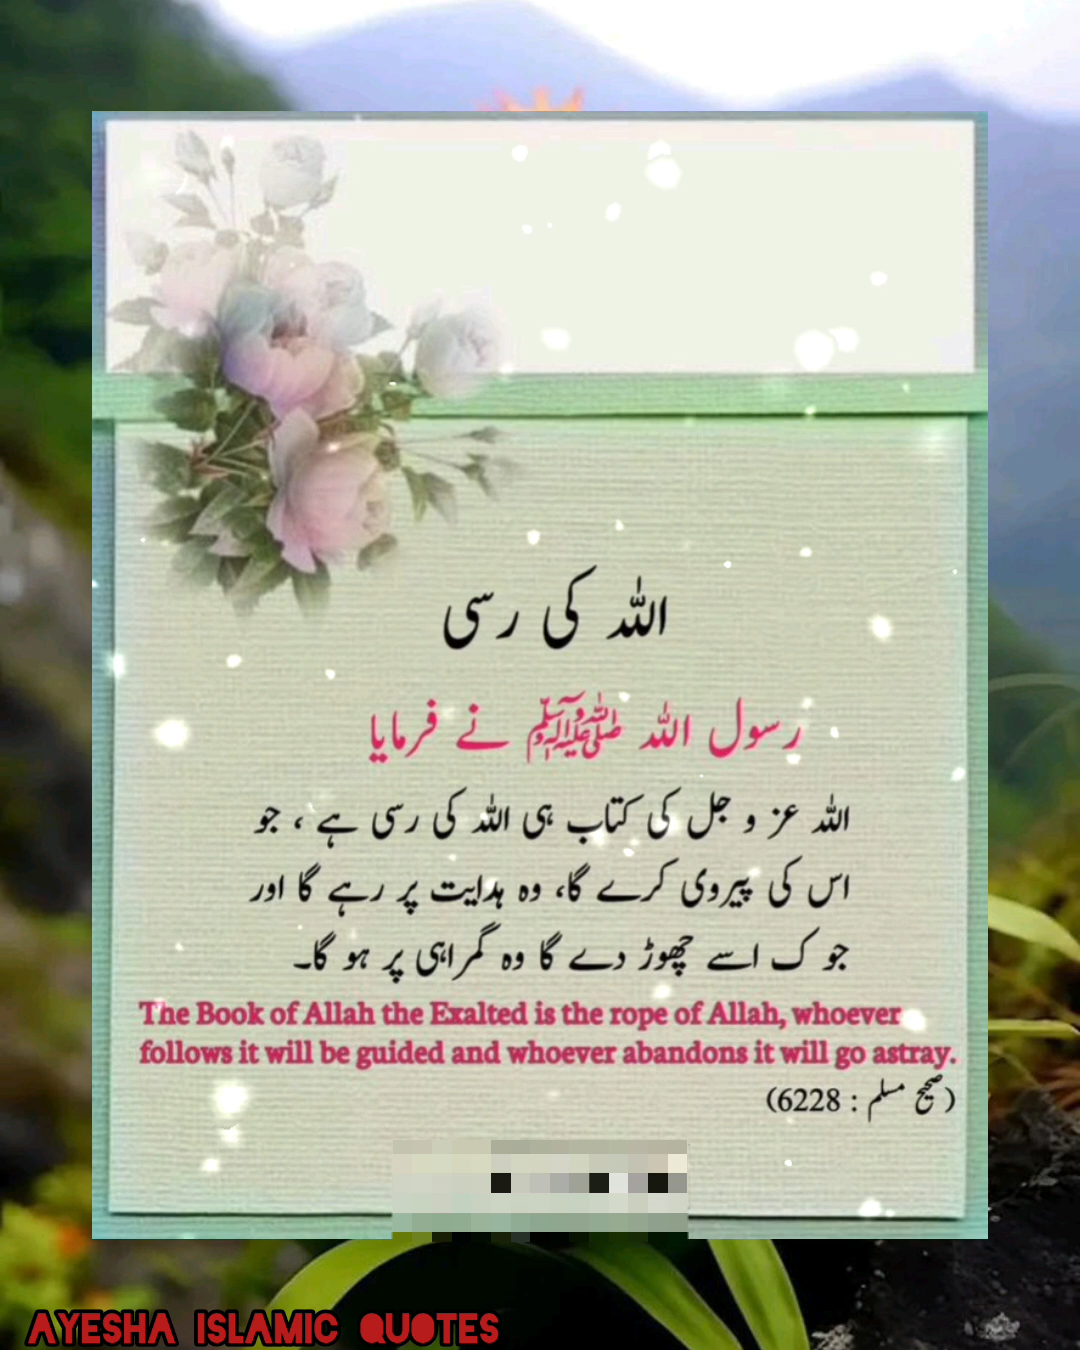 اللہ کی رسی
رسول اللہ ﷺ نے فرمایا
اللہ عز و جل کی کتاب ہی اللہ کی رسی ہے ، جو
اس کی پیروی کرے گا، وہ ہدایت پر رہے گا اور
جو ک اسے چھوڑ دے گا وہ گمراہی پر ہو گا۔
The Book of Allah the Exalted is the rope of Allah, whoever
follows it will be guided and whoever abandons it will go astray.
(صحیح مسلم : 6228)
AYESHA ISLAMIC QUOTES